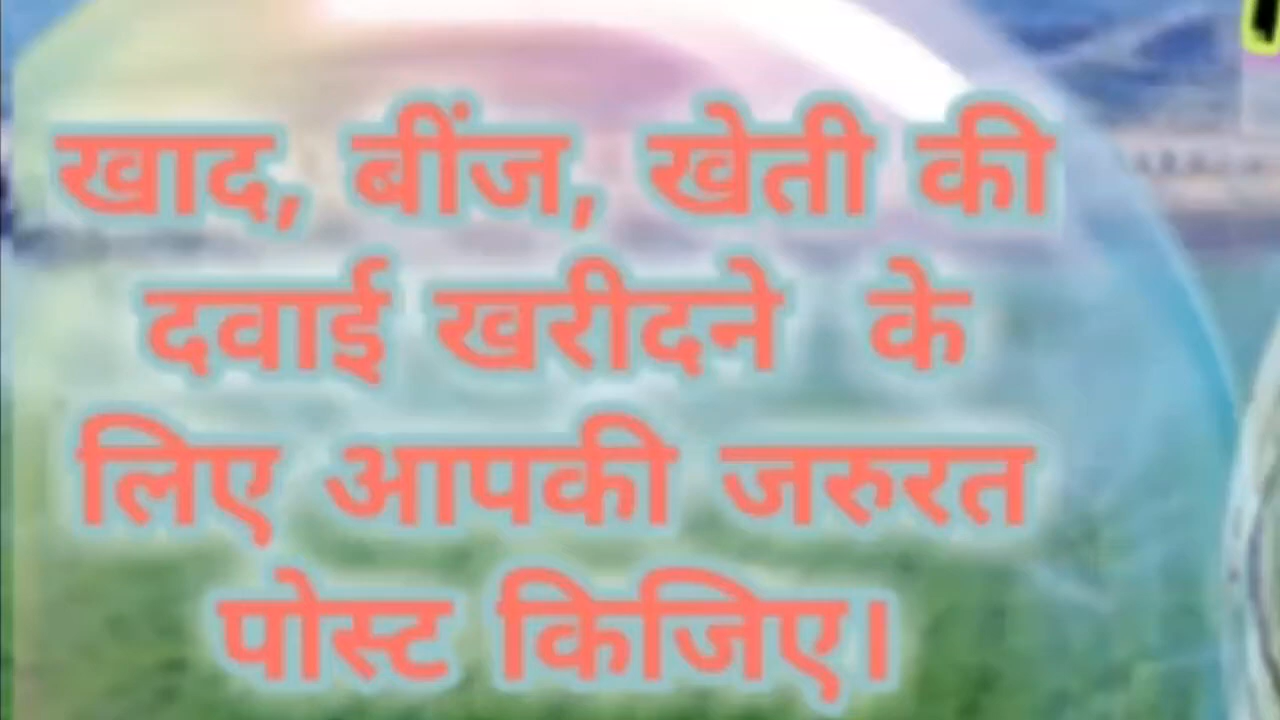 खाद, बींज, खेती की
दवाई खरीदने के
लिए आपकी जरुरत
पोस्ट किजिए।